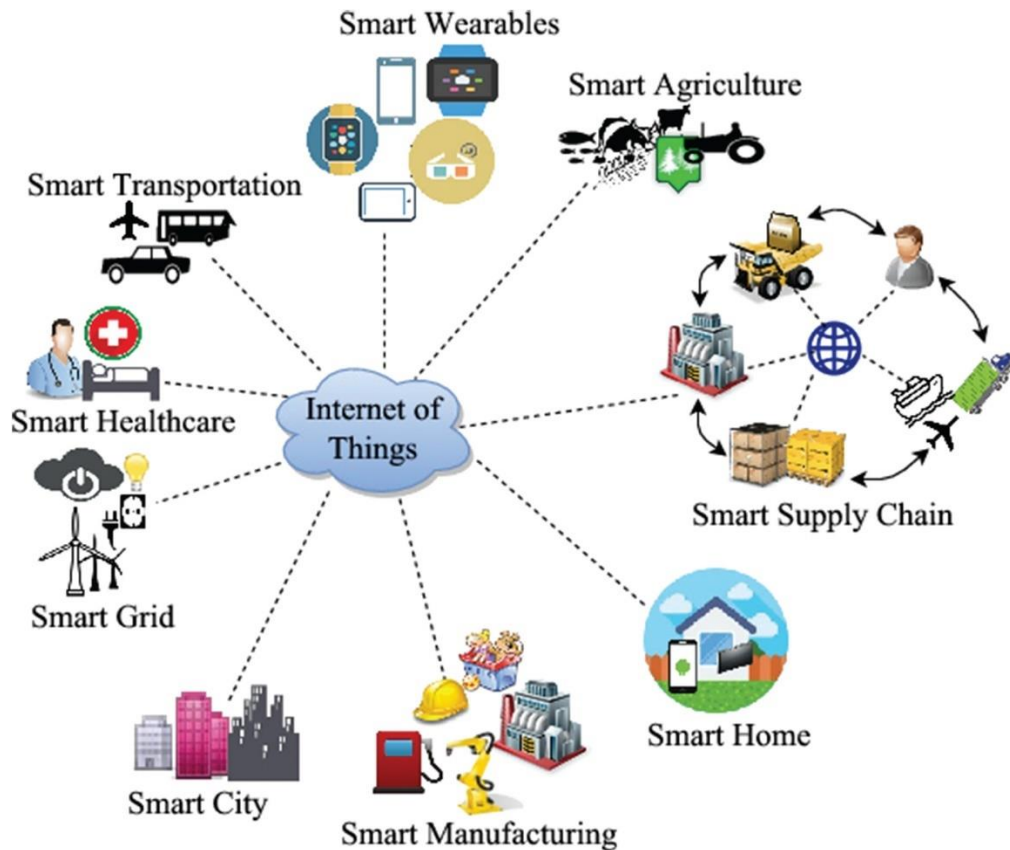 Smart Wearables
Smart Agriculture
Smart Transportation
Smart Healthcare
Internet of
Things
Smart Supply Chain
Smart Grid
Smart Home
Smart City
Smart Manufacturing